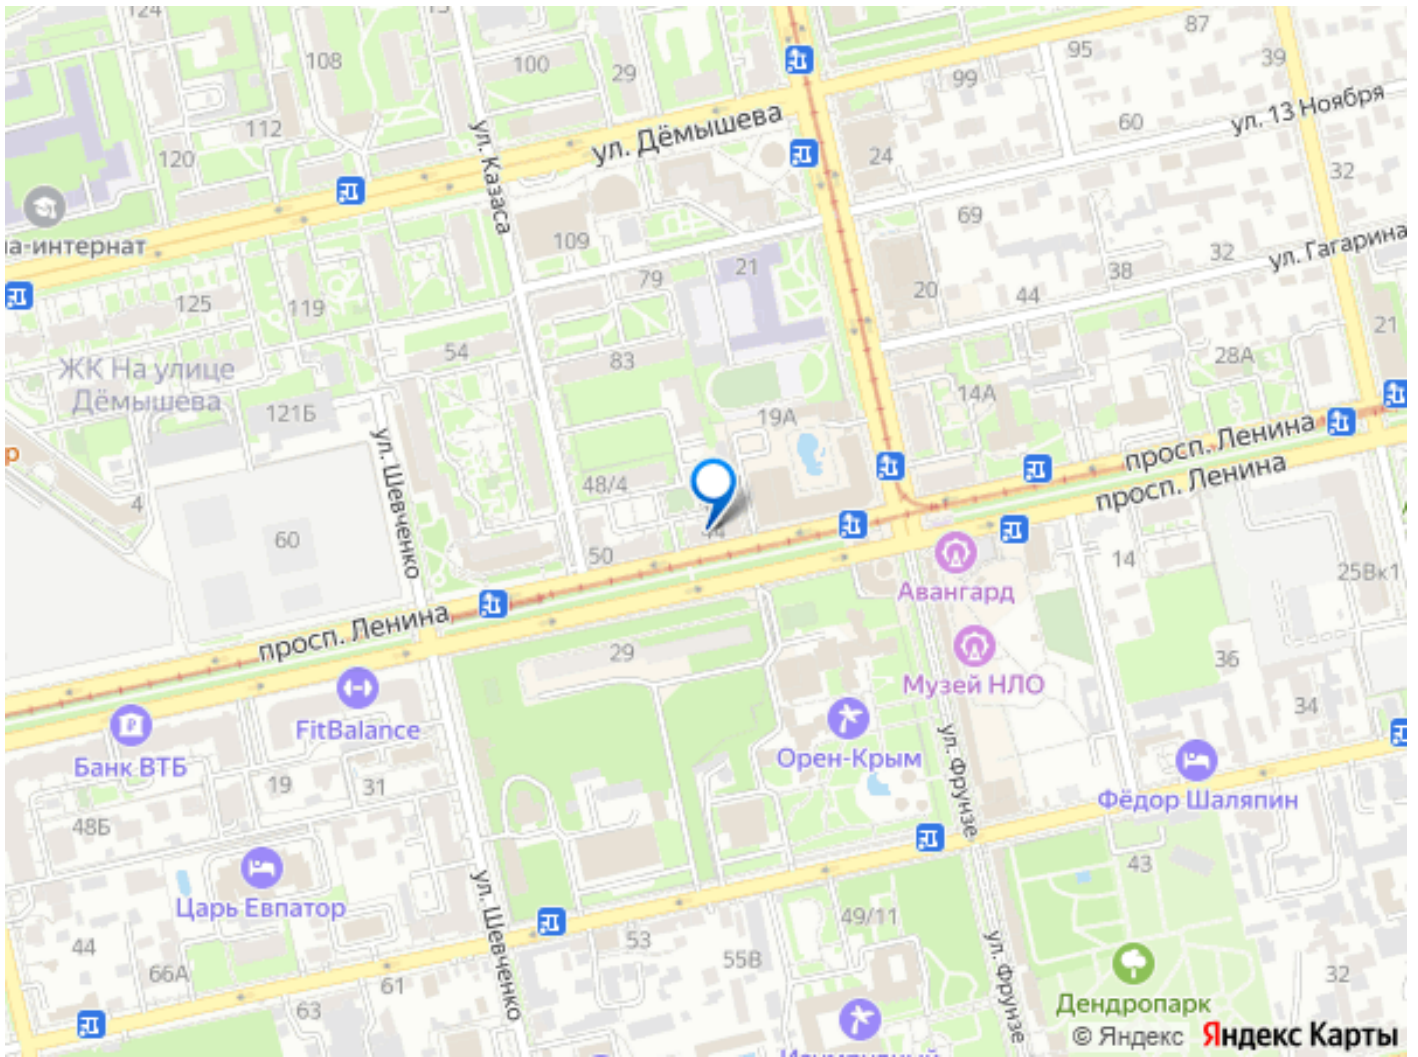 124
87
108
100
29
95
39
99
ул. 13 Ноября
112
ул. Дёмышева
60
120
ул. Казаса
24
32
69
а-интернат
109
32
ул. Гагарина
79
21
38
125
119
20
44
21
54
83
28А
ЖК На улице
Дёмышева
121Б
14А
19А
просп. Ленина
р
ул. Шевченко
просп. Ленина
48/4
4
60
44
50
14
25Вк1
Авангард
просп. Ленина
29
36
Музей НЛО
34
FitBalance
Орен-Крым
ул. Фрунзе
Банк ВТБ
19
31
Фёдор Шаляпин
48Б
43
ул. Шевченко
Царь Евпатор
49/11
44
53
55В
ул. Фрунзе
66А
61
32
63
Дендропарк
© Яндекс Яндекс Карты
Изумрудный